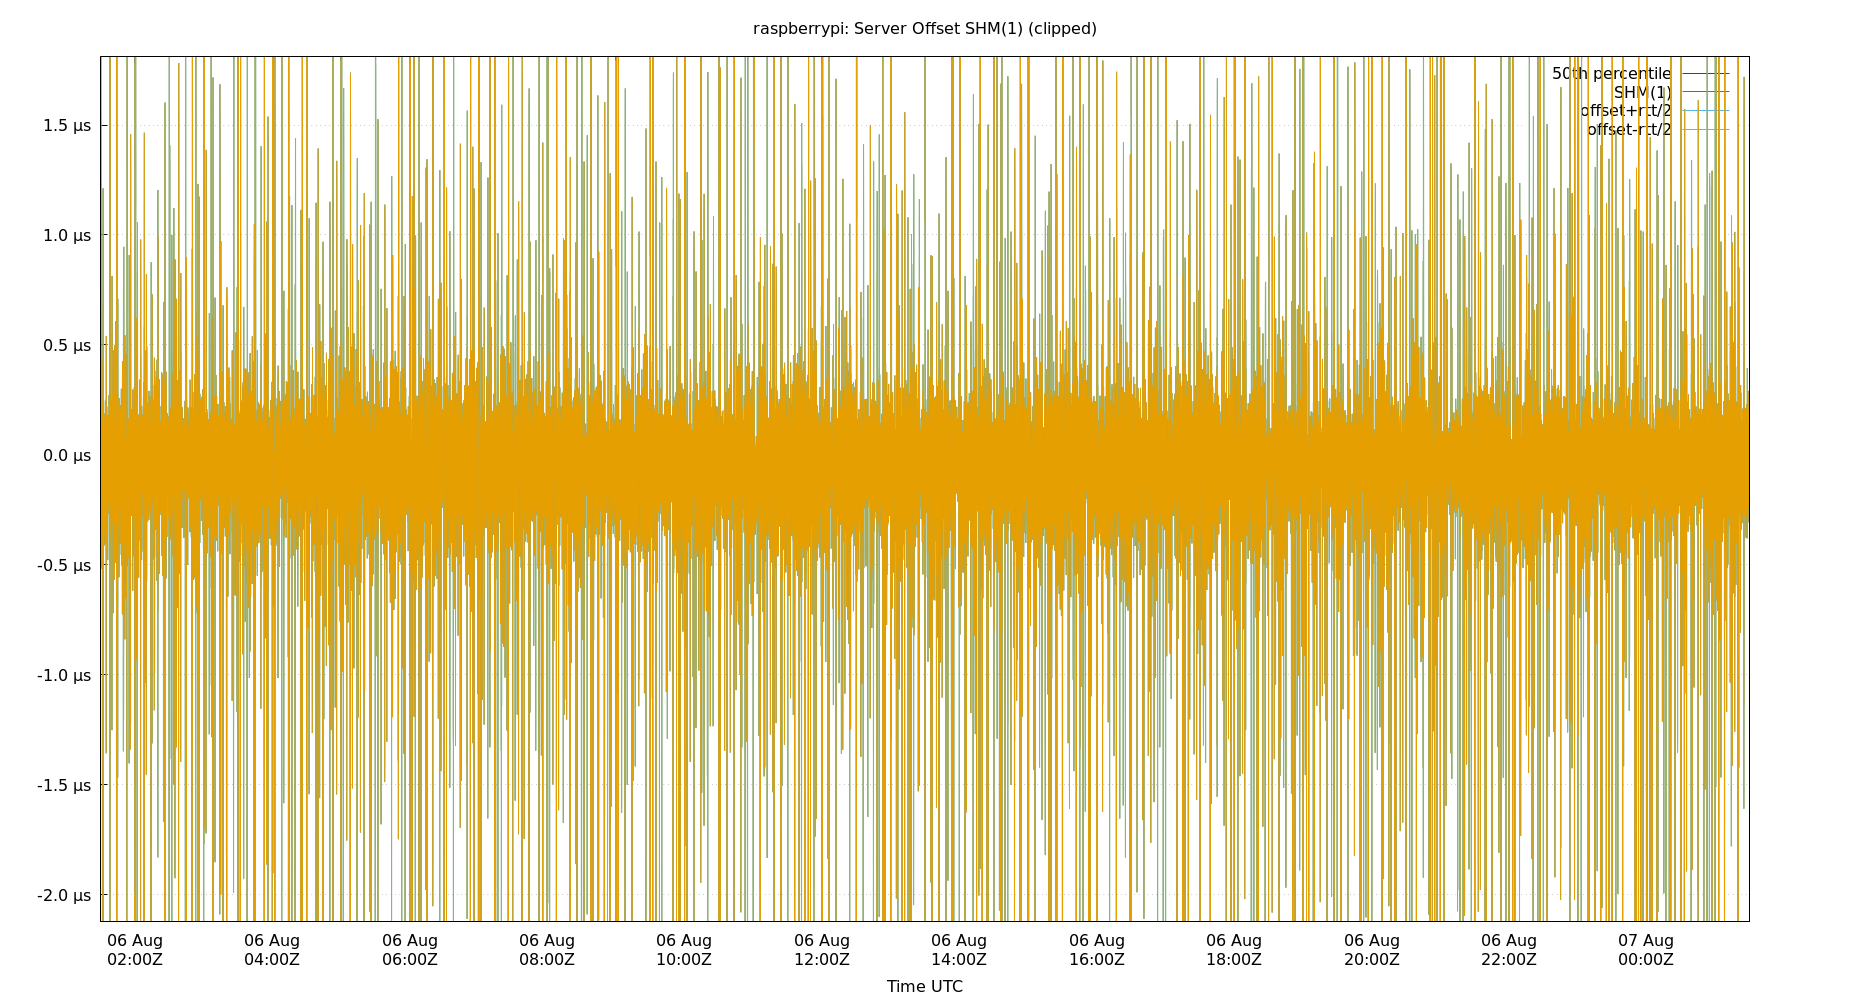 raspberrypi: Server Offset SHM(1) (clipped)
50th percentile
SHM(1)
offset+rtt/2
offset-rtt/2
1.5 µs
1.0 µs
0.5 µs
0.0 µs
-0.5 µs
-1.0 µs
-1.5 µs
-2.0 µs
06 Aug 06 Aug 06 Aug 06 Aug 06 Aug 06 Aug 06 Aug 06 Aug 06 Aug 06 Aug 06 Aug 07 Aug
02:00Z 04:00Z 06:00Z 08:00Z 10:00Z 12:00Z 14:00Z 16:00Z 18:00Z 20:00Z 22:00Z 00:00Z
Time UTC